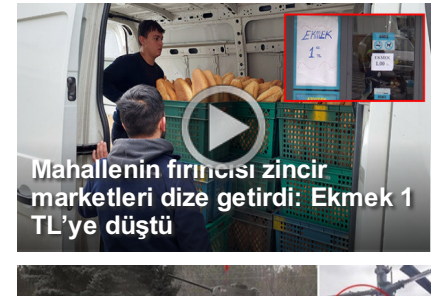 EKMEK
1
EKMEK
1,00
Mahallenin fırıncısı zincir
marketleri dize getirdi: Ekmek 1
TL'ye düştü